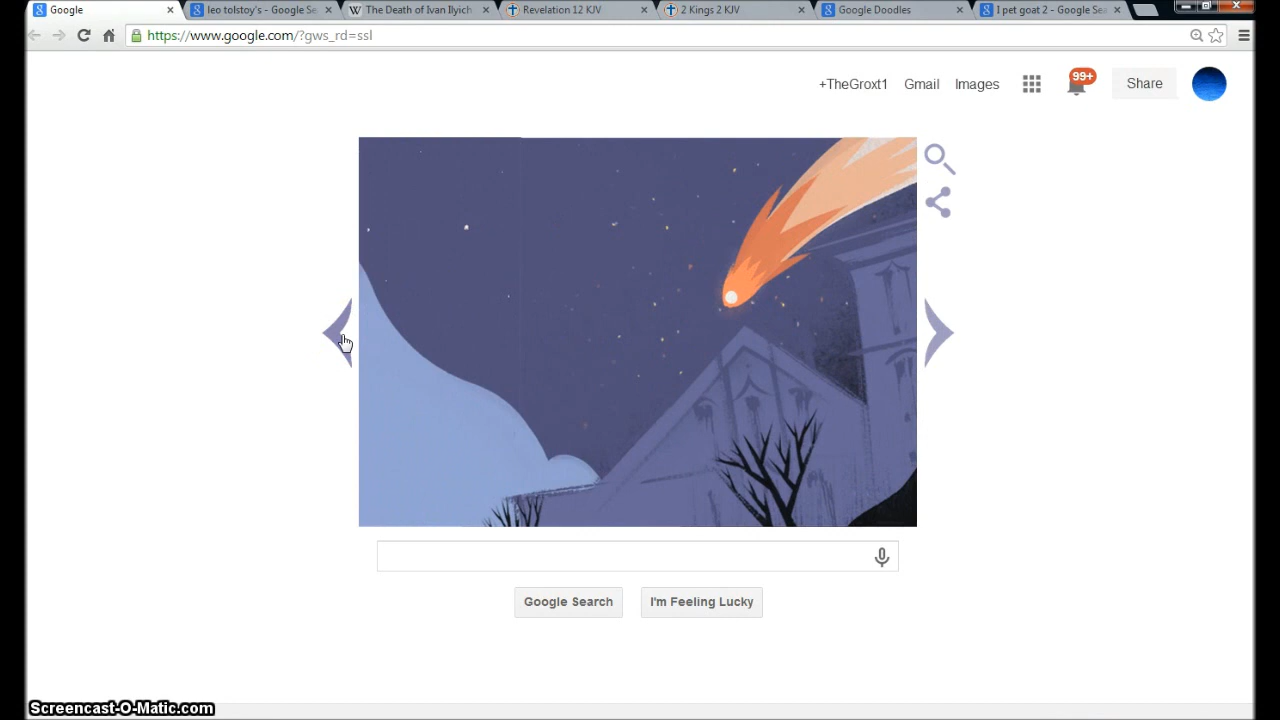 Google
leo tolstoy's - Google Se
The Death of Ivan Ilyich
Revelation 12 KJV
2 Kings 2 KJV
Google Doodles
I pet goat 2 - Google Sea
https://www.google.com/?gws_rd=ssl
+TheGroxt1
Gmail
Images
99+
Share
Google Search
I'm Feeling Lucky
Screencast-O-Matic.com